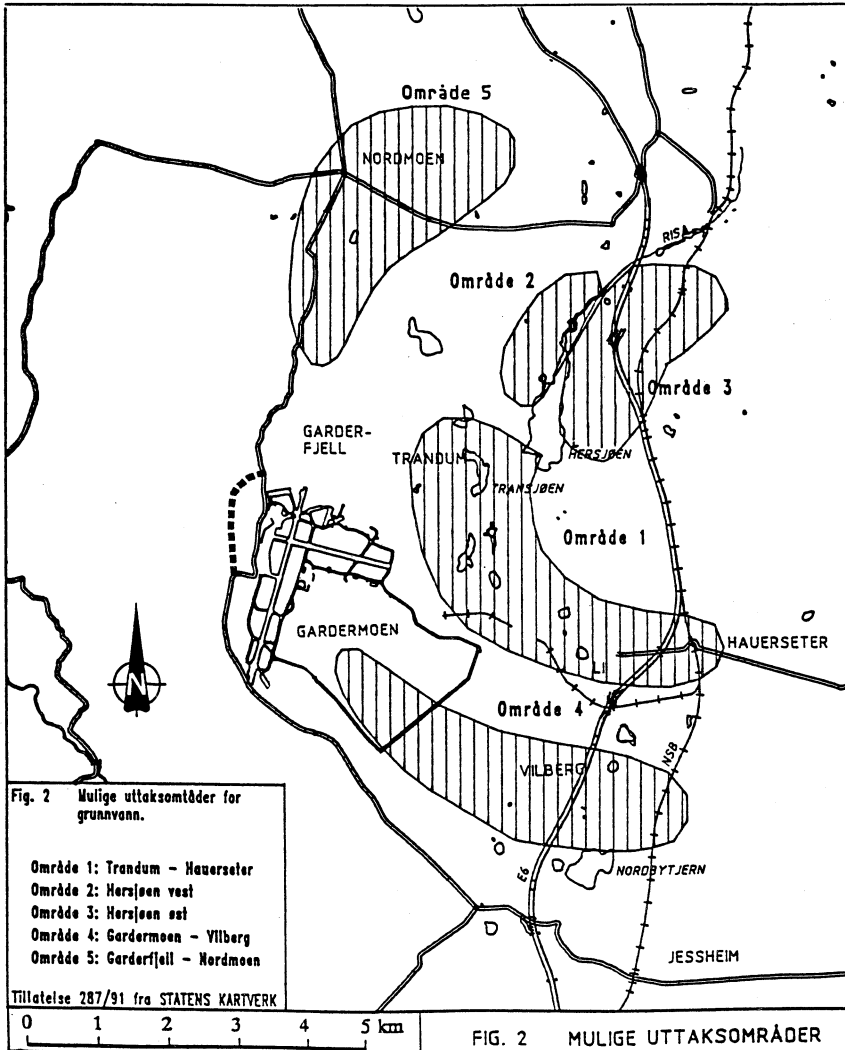 Område 5
NORDMOEN
RISA
Område 2
Område 3
GARDER-
FJELL
TRANDUM
HERSJØEN
TRANSJØEN
Område 1
GARDERMOEN
HAUERSETER
LI
N
Område 4
VILBERG
NSB
E6
NORDBYTJERN
JESSHEIM
Fig. 2 Mulige uttaksområder for
grunnvann.
Område 1: Trandum - Hauerseter
Område 2: Hersjøen vest
Område 3: Hersjøen øst
Område 4: Gardermoen - Vilberg
Område 5: Garderfjell - Nordmoen
Tillatelse 287/91 fra STATENS KARTVERK
0 1 2 3 4 5 km
FIG. 2 MULIGE UTTAKSOMRÅDER